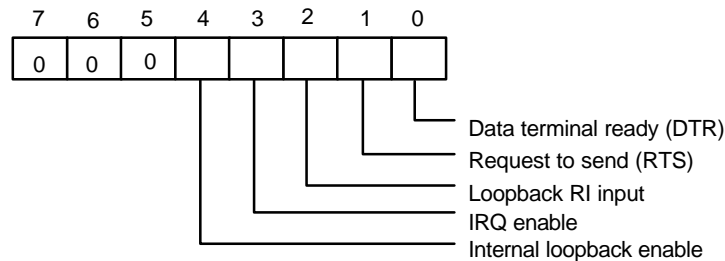 7 6 5 4 3 2 1 0
0 0 0
Data terminal ready (DTR)
Request to send (RTS)
Loopback RI input
IRQ enable
Internal loopback enable